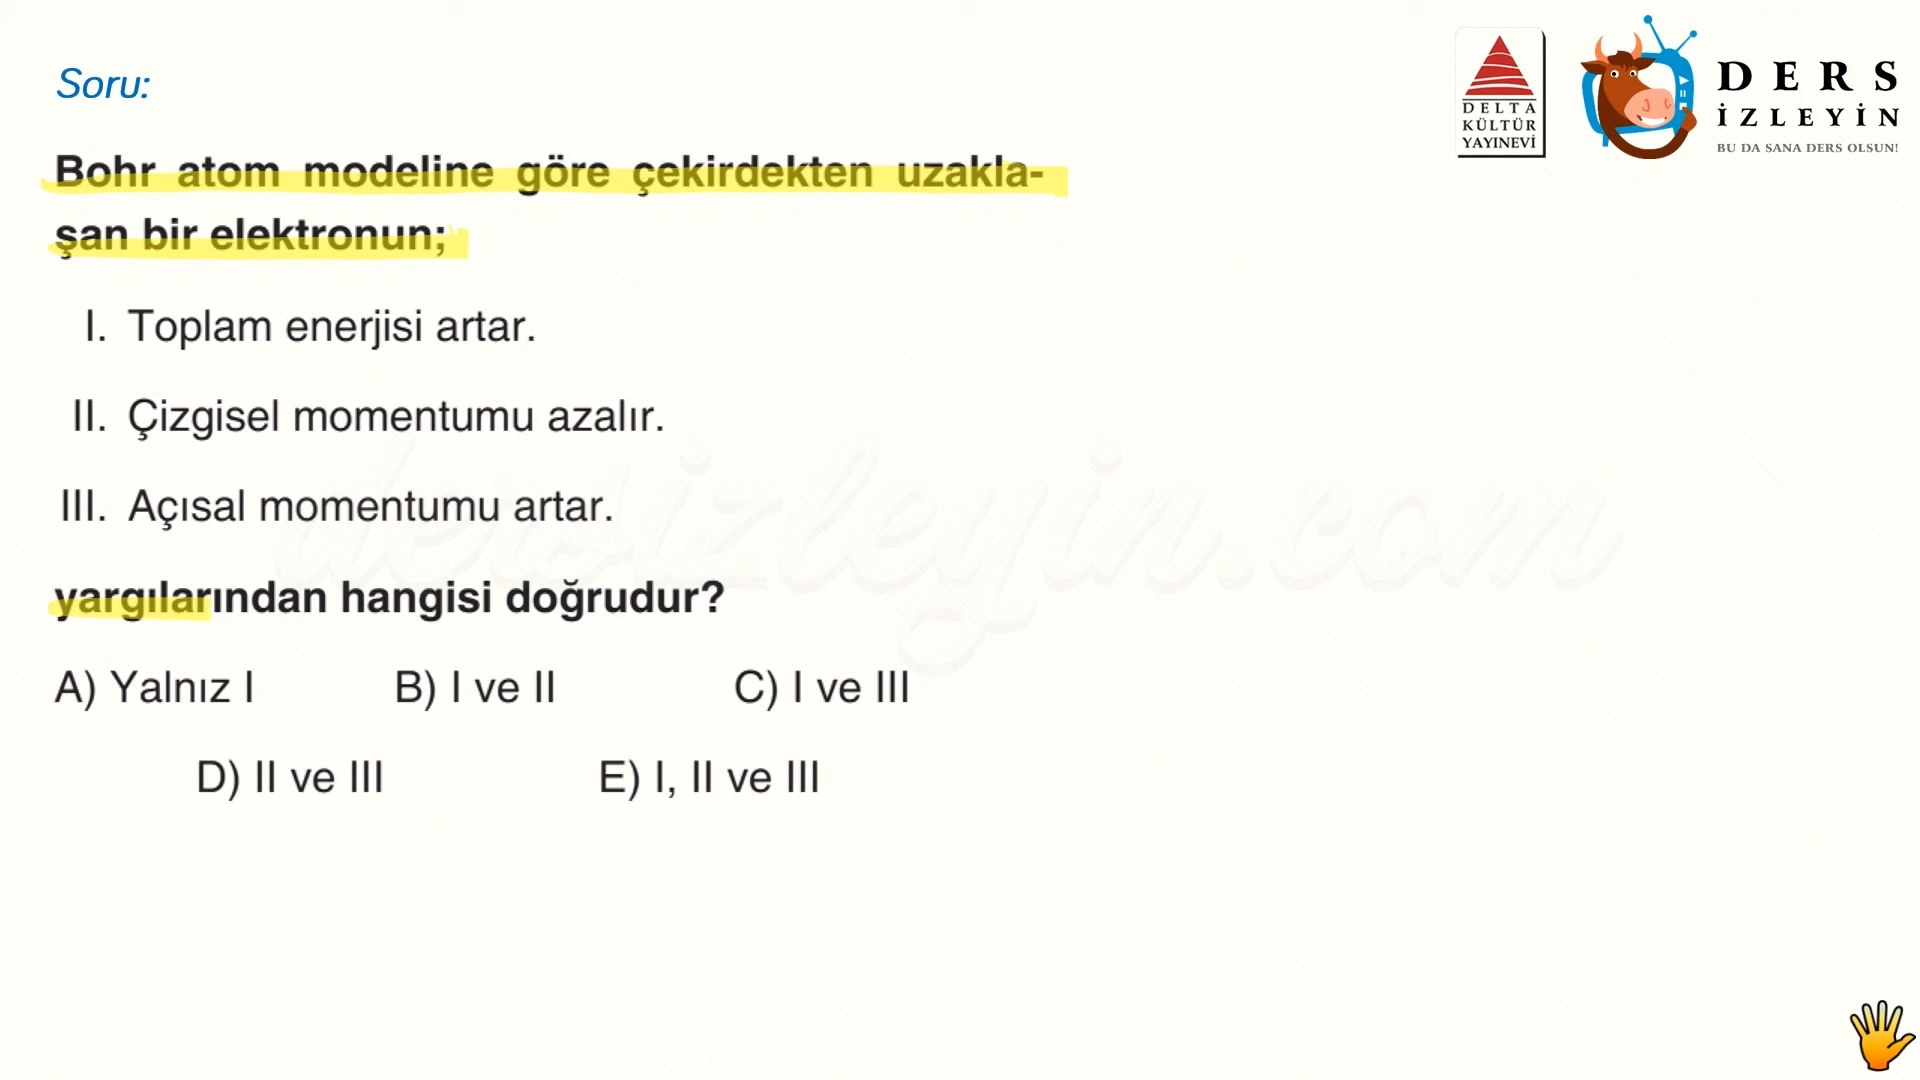 Soru:
DELTA
KÜLTÜR
YAYINEVİ
DERS
İZLEYİN
BU DA SANA DERS OLSUN!
Bohr atom modeline göre çekirdekten uzakla-
şan bir elektronun;
I. Toplam enerjisi artar.
II. Çizgisel momentumu azalır.
III. Açısal momentumu artar.
dersizleyin.com
yargılarından hangisi doğrudur?
A) Yalnız I B) I ve II C) I ve III
D) II ve III E) I, II ve III